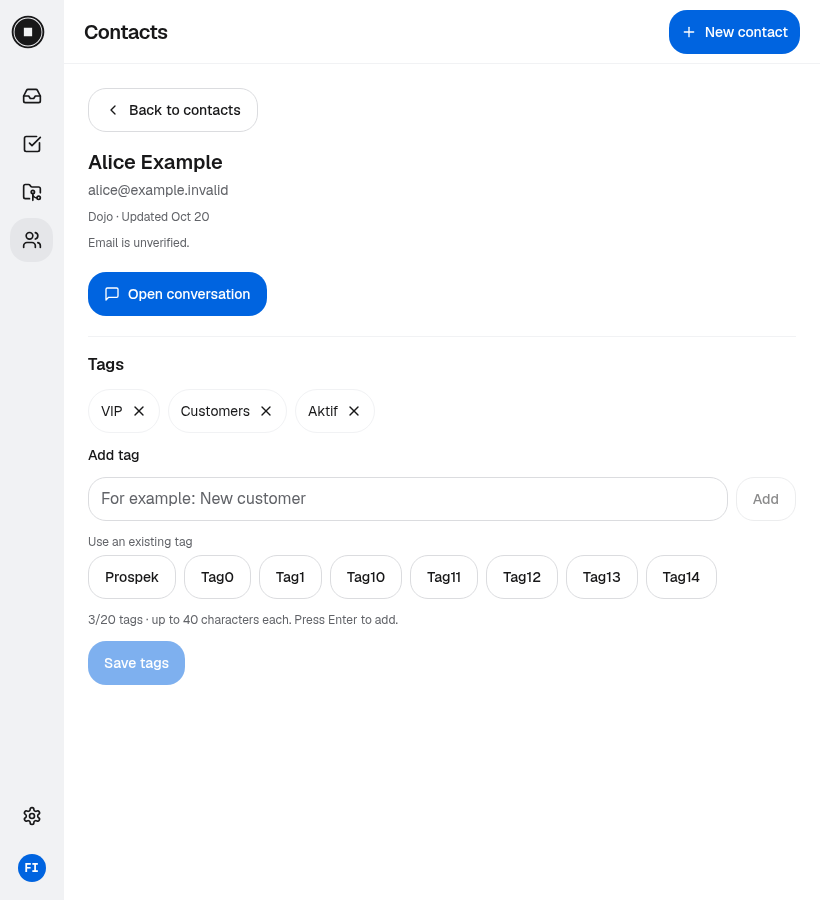 Contacts
New contact
Back to contacts
Alice Example
alice@example.invalid
Dojo · Updated Oct 20
Email is unverified.
Open conversation
Tags
VIP Customers Aktif
Add tag
For example: New customer Add
Use an existing tag
Prospek Tag0 Tag1 Tag10 Tag11 Tag12 Tag13 Tag14
3/20 tags · up to 40 characters each. Press Enter to add.
Save tags
FI